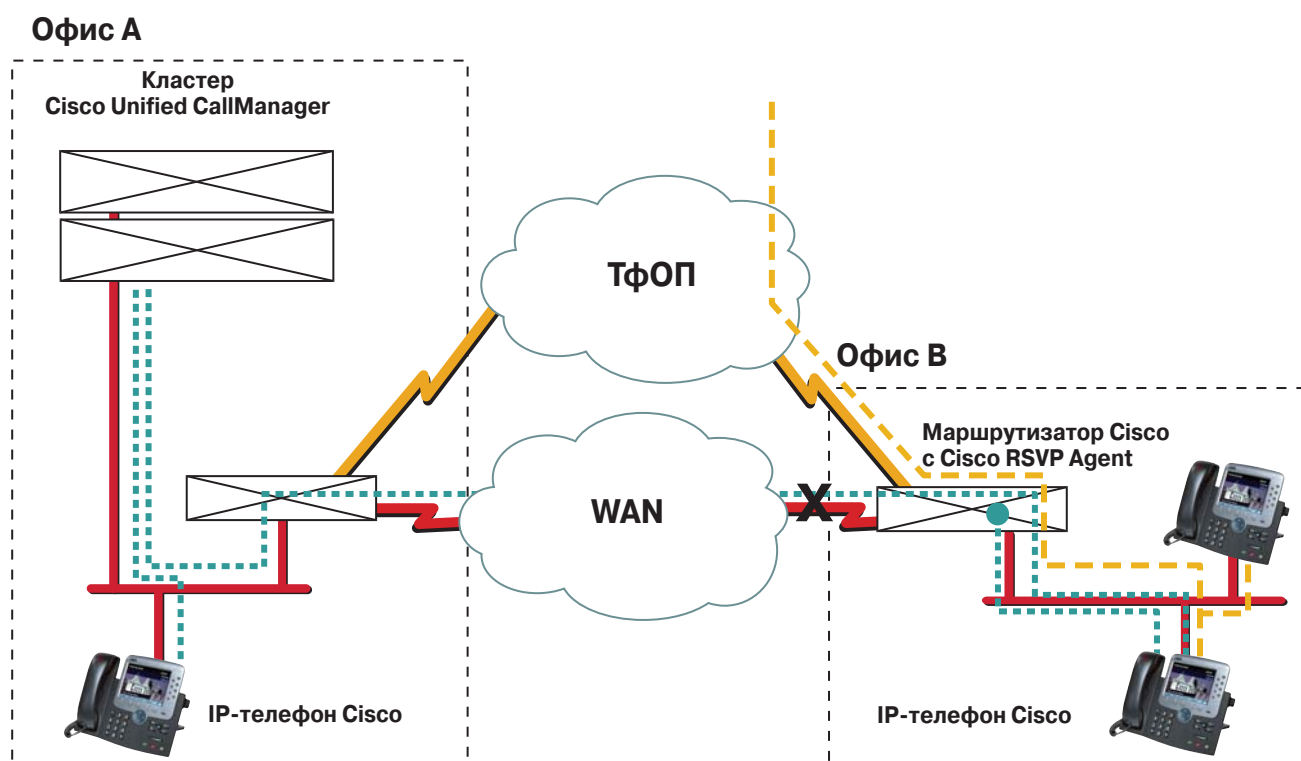 Офис А
Кластер
Cisco Unified CallManager
ТфОП
Офис В
Маршрутизатор Cisco
с Cisco RSVP Agent
WAN
X
IP-телефон Cisco
IP-телефон Cisco